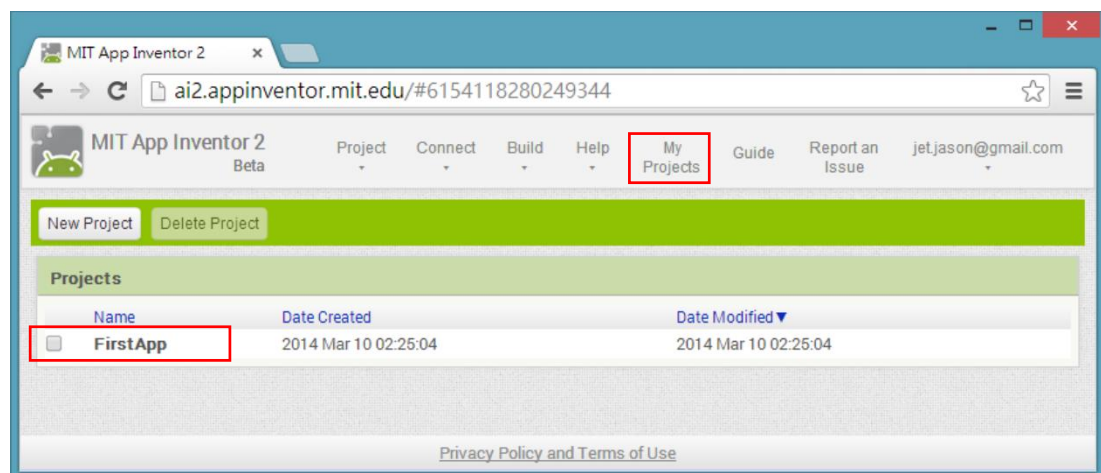 MIT App Inventor 2
ai2.appinventor.mit.edu/#6154118280249344
MIT App Inventor 2
Beta
Project
Connect
Build
Help
My
Projects
Guide
Report an
Issue
jet.jason@gmail.com
New Project
Delete Project
Projects
Name Date Created Date Modified▼
FirstApp 2014 Mar 10 02:25:04 2014 Mar 10 02:25:04
Privacy Policy and Terms of Use